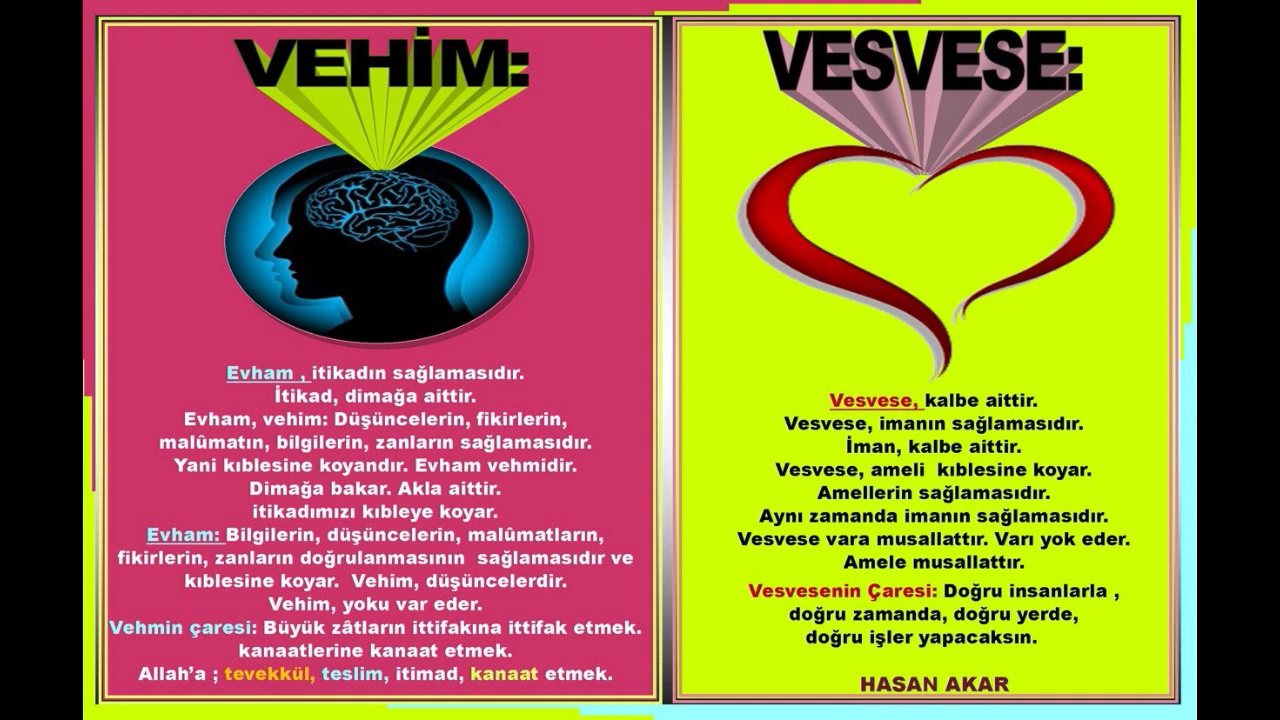 VEHİM:
Evham , itikadın sağlamasıdır.
İtikad, dimağa aittir.
Evham, vehim: Düşüncelerin, fikirlerin,
malûmatın, bilgilerin, zanların sağlamasıdır.
Yani kıblesine koyandır. Evham vehmidir.
Dimağa bakar. Akla aittir.
itikadımızı kıbleye koyar.
Evham: Bilgilerin, düşüncelerin, malûmatların,
fikirlerin, zanların doğrulanmasının sağlamasıdır ve
kıblesine koyar. Vehim, düşüncelerdir.
Vehim, yoku var eder.
Vehmin çaresi: Büyük zâtların ittifakına ittifak etmek.
kanaatlerine kanaat etmek.
Allah’a ; tevekkül, teslim, itimad, kanaat etmek.
VESVESE:
Vesvese, kalbe aittir.
Vesvese, imanın sağlamasıdır.
İman, kalbe aittir.
Vesvese, ameli kıblesine koyar.
Amellerin sağlamasıdır.
Aynı zamanda imanın sağlamasıdır.
Vesvese vara musallattır. Varı yok eder.
Amele musallattır.
Vesvesenin Çaresi: Doğru insanlarla ,
doğru zamanda, doğru yerde,
doğru işler yapacaksın.
HASAN AKAR